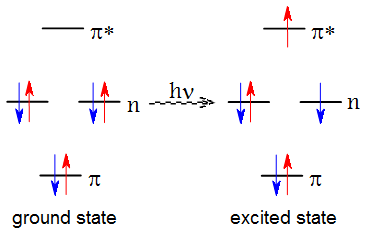 π* π*
n hν n
π π
ground state excited state